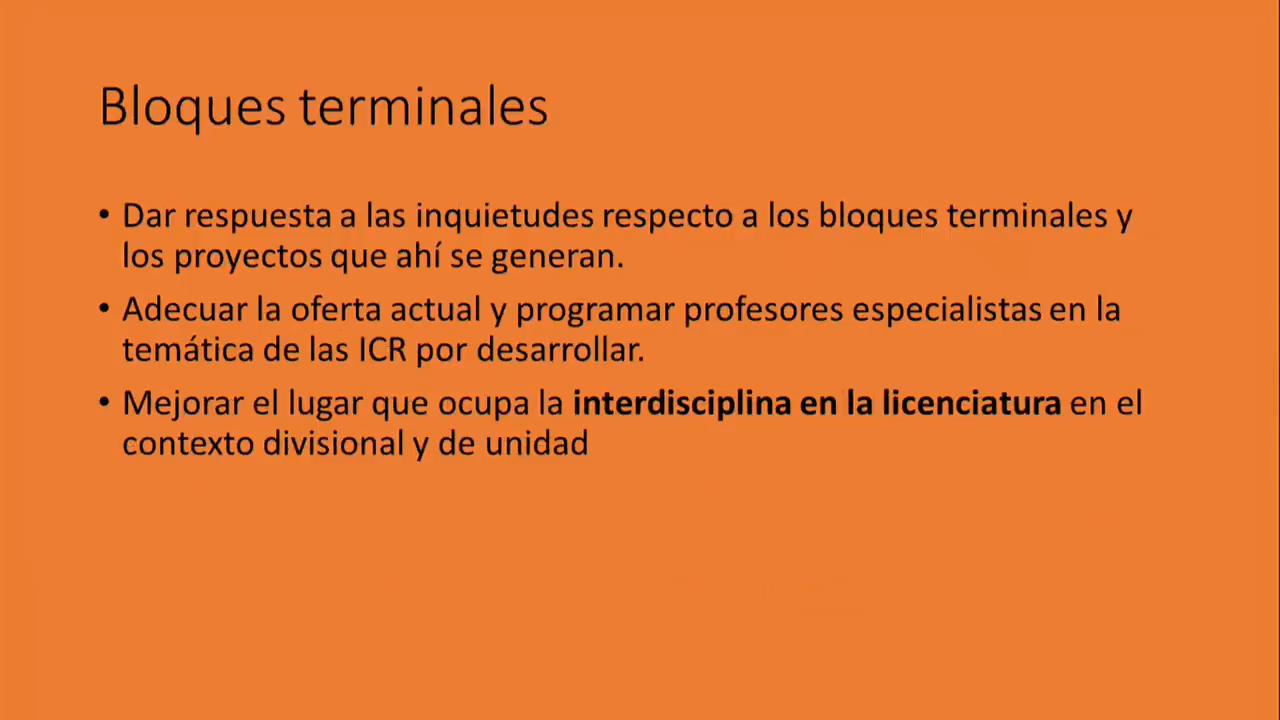 Bloques terminales
• Dar respuesta a las inquietudes respecto a los bloques terminales y
los proyectos que ahí se generan.
• Adecuar la oferta actual y programar profesores especialistas en la
temática de las ICR por desarrollar.
• Mejorar el lugar que ocupa la interdisciplina en la licenciatura en el
contexto divisional y de unidad